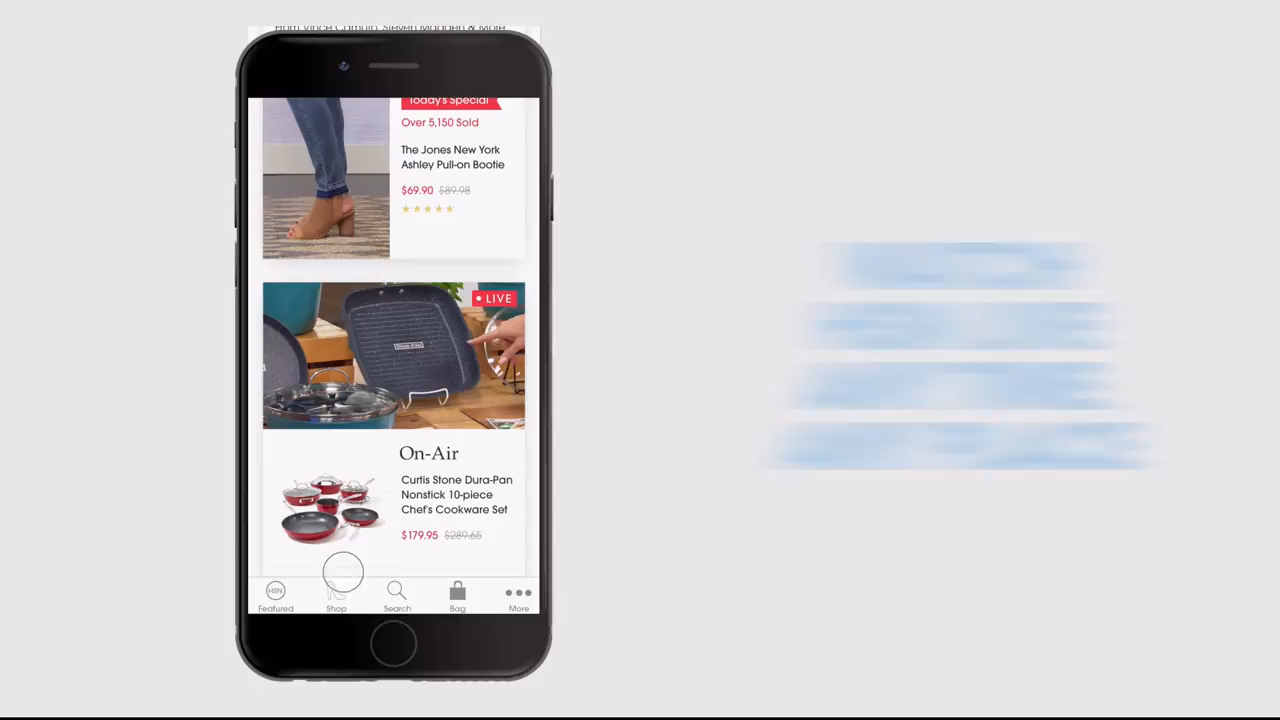 From Vince Camuto, Steven Madden & More
Today's Special
Over 5,150 Sold
The Jones New York
Ashley Pull-on Bootie
$69.90 $89.98
LIVE
On-Air
Curtis Stone Dura-Pan
Nonstick 10-piece
Chef's Cookware Set
$179.95 $289.65
HSN
Featured
Shop
Search
Bag
More